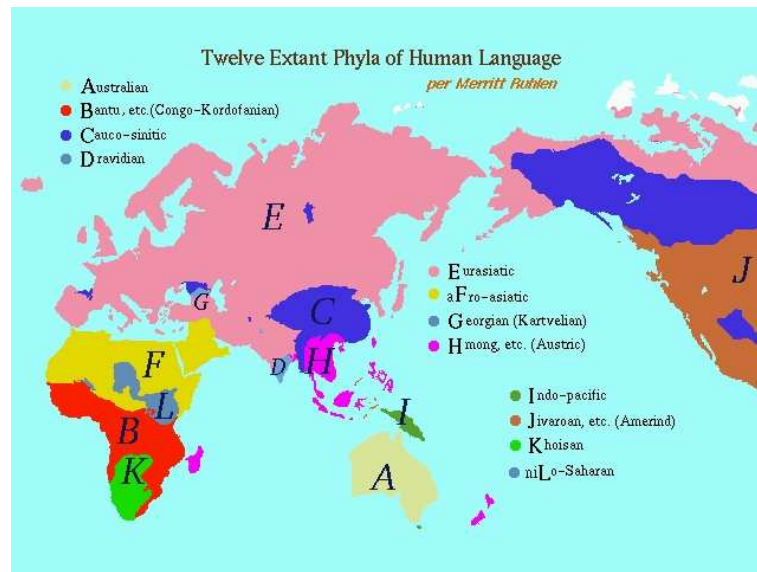 Twelve Extant Phyla of Human Language
per Merritt Ruhlen
Australian
Bantu, etc.(Congo-Kordofanian)
Cauco-sinitic
Dravidian
E
J
G
C
Eurasiatic
aFro-asiatic
Georgian (Kartvelian)
Hmong, etc. (Austric)
F
D
H
L
I
B
K
A
Indo-pacific
Jivaroan, etc. (Amerind)
Khoisan
niLo-Saharan